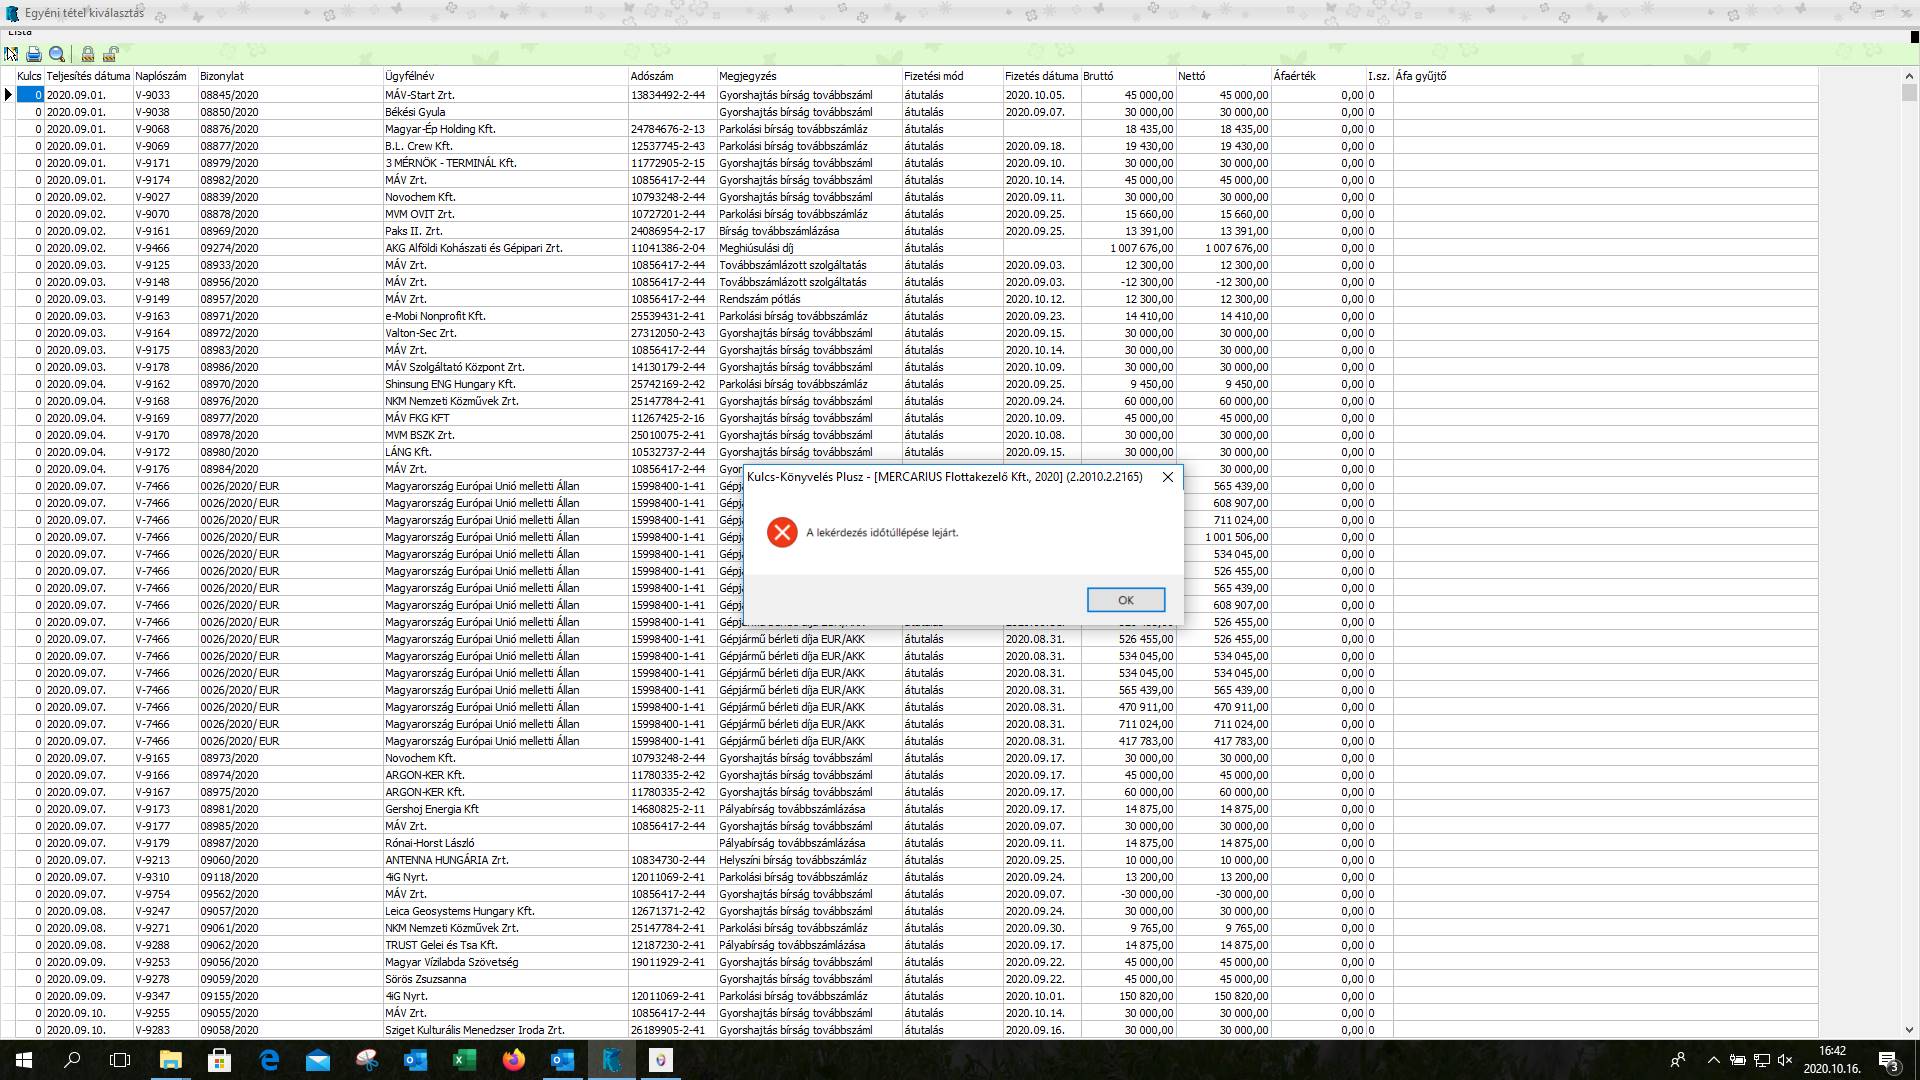 Egyéni tétel kiválasztás
Lista
Kulcs Teljesítés dátuma Naplószám Bizonylat Ügyfélnév Adószám Megjegyzés Fizetési mód Fizetés dátuma Bruttó Nettó Áfaérték I.sz. Áfa gyűjtő
0 2020.09.01. V-9033 08845/2020 MÁV-Start Zrt. 13834492-2-44 Gyorshajtás bírság továbbszáml átutalás 2020.10.05. 45 000,00 45 000,00 0,00 0
0 2020.09.01. V-9038 08850/2020 Békési Gyula Gyorshajtás bírság továbbszáml átutalás 2020.09.07. 30 000,00 30 000,00 0,00 0
0 2020.09.01. V-9068 08876/2020 Magyar-Ép Holding Kft. 24784676-2-13 Parkolási bírság továbbszámláz átutalás 18 435,00 18 435,00 0,00 0
0 2020.09.01. V-9069 08877/2020 B.L. Crew Kft. 12537745-2-43 Parkolási bírság továbbszámláz átutalás 2020.09.18. 19 430,00 19 430,00 0,00 0
0 2020.09.01. V-9171 08979/2020 3 MÉRNÖK - TERMINÁL Kft. 11772905-2-15 Gyorshajtás bírság továbbszáml átutalás 2020.09.10. 30 000,00 30 000,00 0,00 0
0 2020.09.01. V-9174 08982/2020 MÁV Zrt. 10856417-2-44 Gyorshajtás bírság továbbszáml átutalás 2020.10.14. 45 000,00 45 000,00 0,00 0
0 2020.09.02. V-9027 08839/2020 Novochem Kft. 10793248-2-44 Gyorshajtás bírság továbbszáml átutalás 2020.09.11. 30 000,00 30 000,00 0,00 0
0 2020.09.02. V-9070 08878/2020 MVM OVIT Zrt. 10727201-2-44 Parkolási bírság továbbszámláz átutalás 2020.09.25. 15 660,00 15 660,00 0,00 0
0 2020.09.02. V-9161 08969/2020 Paks II. Zrt. 24086954-2-17 Bírság továbbszámlázása átutalás 2020.09.25. 13 391,00 13 391,00 0,00 0
0 2020.09.02. V-9466 09274/2020 AKG Alföldi Kohászati és Gépipari Zrt. 11041386-2-04 Meghiúsulási díj átutalás 1 007 676,00 1 007 676,00 0,00 0
0 2020.09.03. V-9125 08933/2020 MÁV Zrt. 10856417-2-44 Továbbszámlázott szolgáltatás átutalás 2020.09.03. 12 300,00 12 300,00 0,00 0
0 2020.09.03. V-9148 08956/2020 MÁV Zrt. 10856417-2-44 Továbbszámlázott szolgáltatás átutalás 2020.09.03. -12 300,00 -12 300,00 0,00 0
0 2020.09.03. V-9149 08957/2020 MÁV Zrt. 10856417-2-44 Rendszám pótlás átutalás 2020.10.12. 12 300,00 12 300,00 0,00 0
0 2020.09.03. V-9163 08971/2020 e-Mobi Nonprofit Kft. 25539431-2-41 Parkolási bírság továbbszámláz átutalás 2020.09.23. 14 410,00 14 410,00 0,00 0
0 2020.09.03. V-9164 08972/2020 Valton-Sec Zrt. 27312050-2-43 Gyorshajtás bírság továbbszáml átutalás 2020.09.15. 30 000,00 30 000,00 0,00 0
0 2020.09.03. V-9175 08983/2020 MÁV Zrt. 10856417-2-44 Gyorshajtás bírság továbbszáml átutalás 2020.10.14. 30 000,00 30 000,00 0,00 0
0 2020.09.03. V-9178 08986/2020 MÁV Szolgáltató Központ Zrt. 14130179-2-44 Gyorshajtás bírság továbbszáml átutalás 2020.10.09. 30 000,00 30 000,00 0,00 0
0 2020.09.04. V-9162 08970/2020 Shinsung ENG Hungary Kft. 25742169-2-42 Parkolási bírság továbbszámláz átutalás 2020.09.25. 9 450,00 9 450,00 0,00 0
0 2020.09.04. V-9168 08976/2020 NKM Nemzeti Közművek Zrt. 25147784-2-41 Gyorshajtás bírság továbbszáml átutalás 2020.09.24. 60 000,00 60 000,00 0,00 0
0 2020.09.04. V-9169 08977/2020 MÁV FKG KFT 11267425-2-16 Gyorshajtás bírság továbbszáml átutalás 2020.10.09. 45 000,00 45 000,00 0,00 0
0 2020.09.04. V-9170 08978/2020 MVM BSZK Zrt. 25010075-2-41 Gyorshajtás bírság továbbszáml átutalás 2020.10.08. 30 000,00 30 000,00 0,00 0
0 2020.09.04. V-9172 08980/2020 LÁNG Kft. 10532737-2-44 Gyorshajtás bírság továbbszáml átutalás 2020.09.15. 30 000,00 30 000,00 0,00 0
0 2020.09.04. V-9176 08984/2020 MÁV Zrt. 10856417-2-44 Gyor 30 000,00 0,00 0
Kulcs-Könyvelés Plusz - [MERCARIUS Flottakezelő Kft., 2020] (2.2010.2.2165)
0 2020.09.07. V-7466 0026/2020/ EUR Magyarország Európai Unió melletti Állan 15998400-1-41 Gépj 565 439,00 0,00 0
0 2020.09.07. V-7466 0026/2020/ EUR Magyarország Európai Unió melletti Állan 15998400-1-41 Gépj 608 907,00 0,00 0
0 2020.09.07. V-7466 0026/2020/ EUR Magyarország Európai Unió melletti Állan 15998400-1-41 Gépj 711 024,00 0,00 0
A lekérdezés időtúllépése lejárt.
0 2020.09.07. V-7466 0026/2020/ EUR Magyarország Európai Unió melletti Állan 15998400-1-41 Gépj 1 001 506,00 0,00 0
0 2020.09.07. V-7466 0026/2020/ EUR Magyarország Európai Unió melletti Állan 15998400-1-41 Gépj 534 045,00 0,00 0
0 2020.09.07. V-7466 0026/2020/ EUR Magyarország Európai Unió melletti Állan 15998400-1-41 Gépj 526 455,00 0,00 0
0 2020.09.07. V-7466 0026/2020/ EUR Magyarország Európai Unió melletti Állan 15998400-1-41 Gépj 565 439,00 0,00 0
OK
0 2020.09.07. V-7466 0026/2020/ EUR Magyarország Európai Unió melletti Állan 15998400-1-41 Gépj 608 907,00 0,00 0
0 2020.09.07. V-7466 0026/2020/ EUR Magyarország Európai Unió melletti Állan 15998400-1-41 526 455,00 0,00 0
0 2020.09.07. V-7466 0026/2020/ EUR Magyarország Európai Unió melletti Állan 15998400-1-41 Gépjármű bérleti díja EUR/AKK átutalás 2020.08.31. 526 455,00 526 455,00 0,00 0
0 2020.09.07. V-7466 0026/2020/ EUR Magyarország Európai Unió melletti Állan 15998400-1-41 Gépjármű bérleti díja EUR/AKK átutalás 2020.08.31. 534 045,00 534 045,00 0,00 0
0 2020.09.07. V-7466 0026/2020/ EUR Magyarország Európai Unió melletti Állan 15998400-1-41 Gépjármű bérleti díja EUR/AKK átutalás 2020.08.31. 534 045,00 534 045,00 0,00 0
0 2020.09.07. V-7466 0026/2020/ EUR Magyarország Európai Unió melletti Állan 15998400-1-41 Gépjármű bérleti díja EUR/AKK átutalás 2020.08.31. 565 439,00 565 439,00 0,00 0
0 2020.09.07. V-7466 0026/2020/ EUR Magyarország Európai Unió melletti Állan 15998400-1-41 Gépjármű bérleti díja EUR/AKK átutalás 2020.08.31. 470 911,00 470 911,00 0,00 0
0 2020.09.07. V-7466 0026/2020/ EUR Magyarország Európai Unió melletti Állan 15998400-1-41 Gépjármű bérleti díja EUR/AKK átutalás 2020.08.31. 711 024,00 711 024,00 0,00 0
0 2020.09.07. V-7466 0026/2020/ EUR Magyarország Európai Unió melletti Állan 15998400-1-41 Gépjármű bérleti díja EUR/AKK átutalás 2020.08.31. 417 783,00 417 783,00 0,00 0
0 2020.09.07. V-9165 08973/2020 Novochem Kft. 10793248-2-44 Gyorshajtás bírság továbbszáml átutalás 2020.09.17. 30 000,00 30 000,00 0,00 0
0 2020.09.07. V-9166 08974/2020 ARGON-KER Kft. 11780335-2-42 Gyorshajtás bírság továbbszáml átutalás 2020.09.17. 45 000,00 45 000,00 0,00 0
0 2020.09.07. V-9167 08975/2020 ARGON-KER Kft. 11780335-2-42 Gyorshajtás bírság továbbszáml átutalás 2020.09.17. 60 000,00 60 000,00 0,00 0
0 2020.09.07. V-9173 08981/2020 Gershoj Energia Kft 14680825-2-11 Pályabírság továbbszámlázása átutalás 2020.09.17. 14 875,00 14 875,00 0,00 0
0 2020.09.07. V-9177 08985/2020 MÁV Zrt. 10856417-2-44 Gyorshajtás bírság továbbszáml átutalás 2020.09.07. 30 000,00 30 000,00 0,00 0
0 2020.09.07. V-9179 08987/2020 Rónai-Horst László Pályabírság továbbszámlázása átutalás 2020.09.11. 14 875,00 14 875,00 0,00 0
0 2020.09.07. V-9213 09060/2020 ANTENNA HUNGÁRIA Zrt. 10834730-2-44 Helyszíni bírság továbbszámláz átutalás 2020.09.25. 10 000,00 10 000,00 0,00 0
0 2020.09.07. V-9310 09118/2020 4iG Nyrt. 12011069-2-41 Parkolási bírság továbbszámláz átutalás 2020.09.24. 13 200,00 13 200,00 0,00 0
0 2020.09.07. V-9754 09562/2020 MÁV Zrt. 10856417-2-44 Gyorshajtás bírság továbbszáml átutalás 2020.09.07. -30 000,00 -30 000,00 0,00 0
0 2020.09.08. V-9247 09057/2020 Leica Geosystems Hungary Kft. 12671371-2-42 Gyorshajtás bírság továbbszáml átutalás 2020.09.24. 30 000,00 30 000,00 0,00 0
0 2020.09.08. V-9271 09061/2020 NKM Nemzeti Közművek Zrt. 25147784-2-41 Parkolási bírság továbbszámláz átutalás 2020.09.30. 9 765,00 9 765,00 0,00 0
0 2020.09.08. V-9288 09062/2020 TRUST Gelei és Tsa Kft. 12187230-2-41 Pályabírság továbbszámlázása átutalás 2020.09.17. 14 875,00 14 875,00 0,00 0
0 2020.09.09. V-9253 09056/2020 Magyar Vízilabda Szövetség 19011929-2-41 Gyorshajtás bírság továbbszáml átutalás 2020.09.22. 45 000,00 45 000,00 0,00 0
0 2020.09.09. V-9278 09059/2020 Sörös Zsuzsanna Gyorshajtás bírság továbbszáml átutalás 2020.09.22. 45 000,00 45 000,00 0,00 0
0 2020.09.09. V-9347 09155/2020 4iG Nyrt. 12011069-2-41 Parkolási bírság továbbszámláz átutalás 2020.10.01. 150 820,00 150 820,00 0,00 0
0 2020.09.10. V-9255 09055/2020 MÁV Zrt. 10856417-2-44 Gyorshajtás bírság továbbszáml átutalás 2020.10.14. 30 000,00 30 000,00 0,00 0
0 2020.09.10. V-9283 09058/2020 Sziget Kulturális Menedzser Iroda Zrt. 26189905-2-41 Gyorshajtás bírság továbbszáml átutalás 2020.09.16. 30 000,00 30 000,00 0,00 0
16:42
2020.10.16.
3